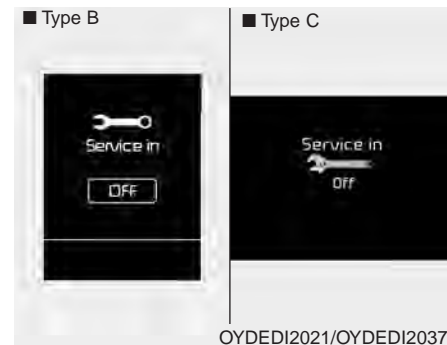 ■ Type B
Service in
OFF
■ Type C
Service in
Off
OYDEDI2021/OYDEDI2037